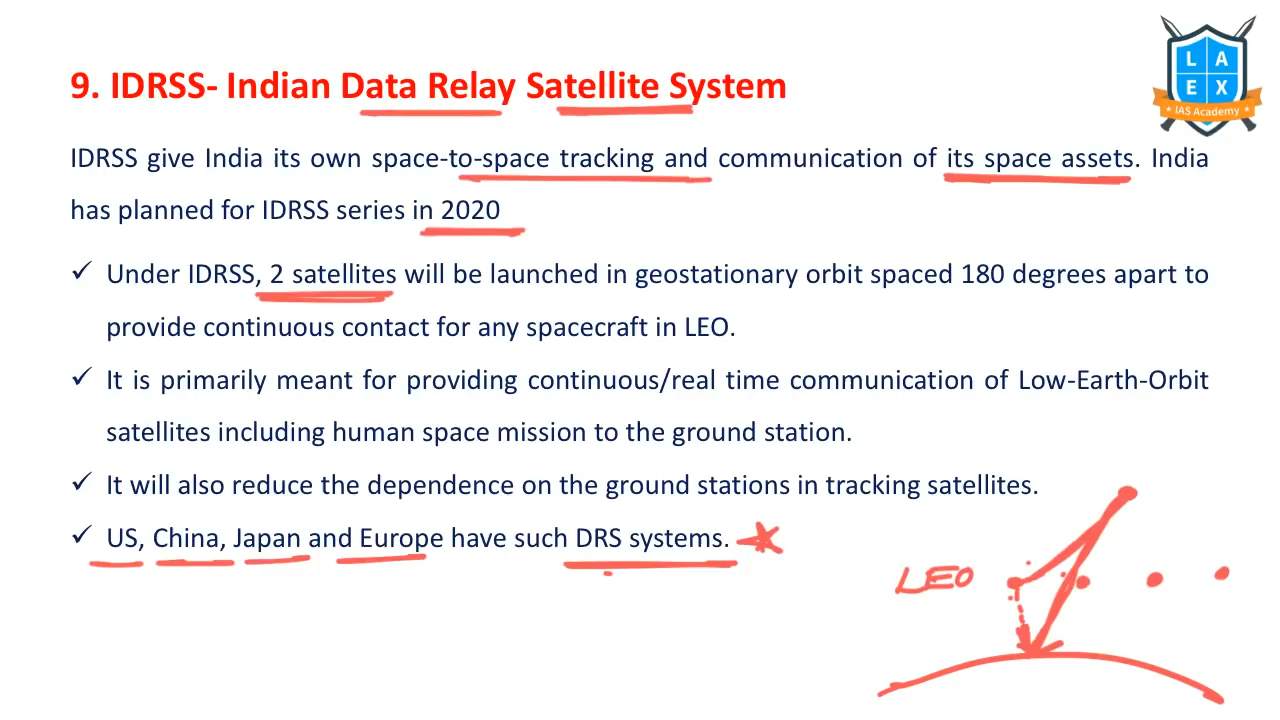 9. IDRSS- Indian Data Relay Satellite System
L A
E X
IAS Academy
IDRSS give India its own space-to-space tracking and communication of its space assets. India
has planned for IDRSS series in 2020
✓ Under IDRSS, 2 satellites will be launched in geostationary orbit spaced 180 degrees apart to
provide continuous contact for any spacecraft in LEO.
✓ It is primarily meant for providing continuous/real time communication of Low-Earth-Orbit
satellites including human space mission to the ground station.
✓ It will also reduce the dependence on the ground stations in tracking satellites.
✓ US, China, Japan and Europe have such DRS systems.
LEO